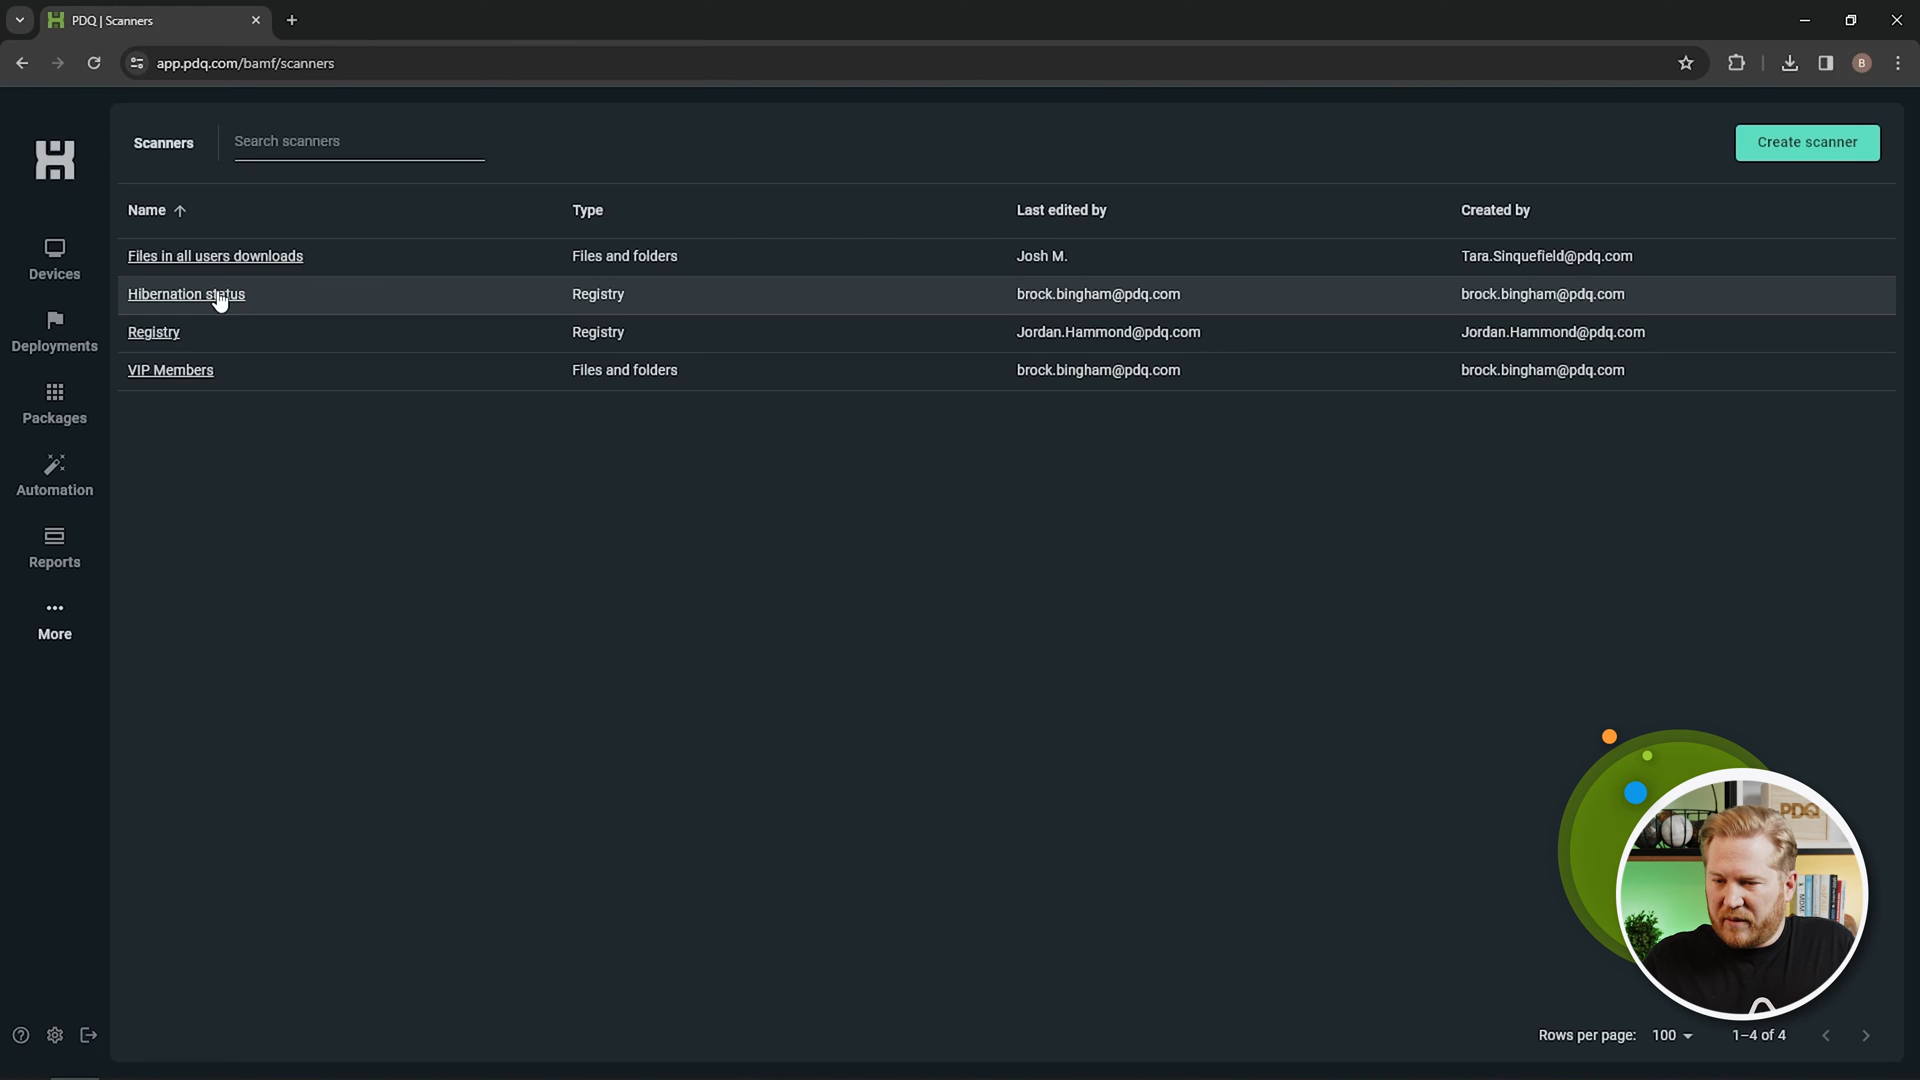 PDQ | Scanners
app.pdq.com/bamf/scanners
B
Scanners
Search scanners
Create scanner
Name Type Last edited by Created by
Files in all users downloads Files and folders Josh M. Tara.Sinquefield@pdq.com
Hibernation status Registry brock.bingham@pdq.com brock.bingham@pdq.com
Registry Registry Jordan.Hammond@pdq.com Jordan.Hammond@pdq.com
VIP Members Files and folders brock.bingham@pdq.com brock.bingham@pdq.com
Devices
Deployments
Packages
Automation
Reports
More
PDQ
Rows per page: 100 1–4 of 4